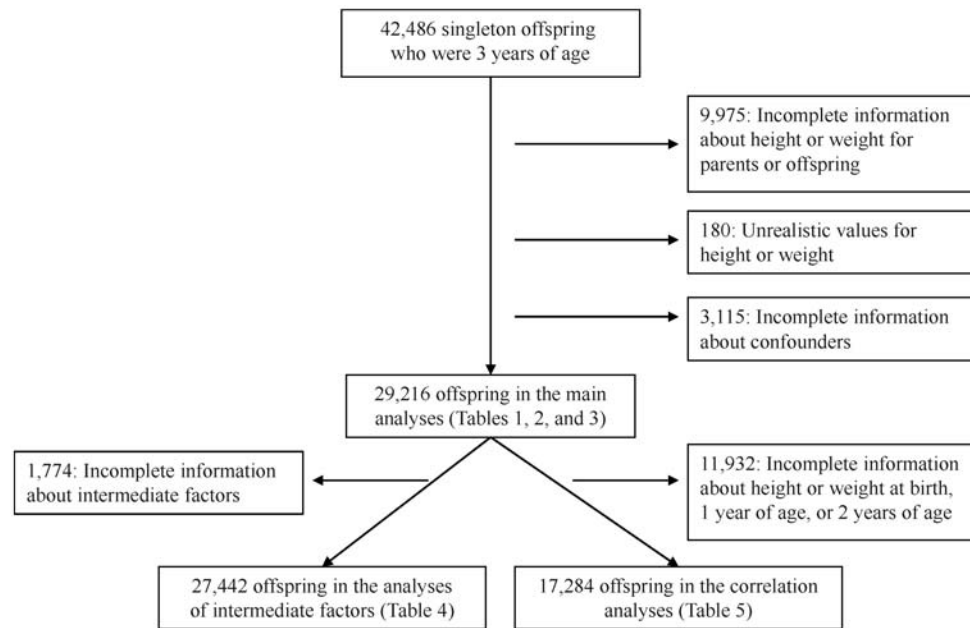 42,486 singleton offspring
who were 3 years of age
9,975: Incomplete information
about height or weight for
parents or offspring
180: Unrealistic values for
height or weight
3,115: Incomplete information
about confounders
29,216 offspring in the main
analyses (Tables 1, 2, and 3)
1,774: Incomplete information
about intermediate factors
11,932: Incomplete information
about height or weight at birth,
1 year of age, or 2 years of age
27,442 offspring in the analyses
of intermediate factors (Table 4)
17,284 offspring in the correlation
analyses (Table 5)